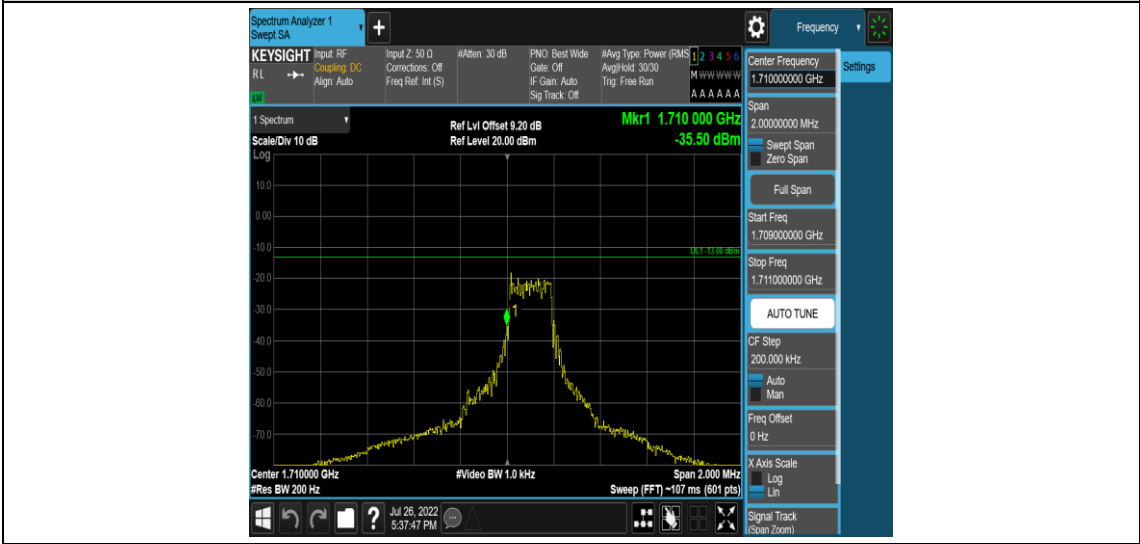 Spectrum Analyzer 1
Swept SA
+
Frequency
KEYSIGHT
RL
Input: RF
Coupling: DC
Align: Auto
Input Z: 50 Ω
Corrections: Off
Freq Ref: Int (S)
#Atten: 30 dB
PNO: Best Wide
Gate: Off
IF Gain: Auto
Sig Track: Off
#Avg Type: Power (RMS
Avg|Hold: 30/30
Trig: Free Run
1 2 3 4 5 6
M W W W W W
A A A A A A
1 Spectrum
Scale/Div 10 dB
Log
Ref Lvl Offset 9.20 dB
Ref Level 20.00 dBm
Mkr1 1.710 000 GHz
-35.50 dBm
10.0
0.00
-10.0
-20.0
-30.0
-40.0
-50.0
-60.0
-70.0
DL1 -13.00 dBm
1
Center 1.710000 GHz
#Res BW 200 Hz
#Video BW 1.0 kHz
Span 2.000 MHz
Sweep (FFT) ~107 ms (601 pts)
?
Jul 26, 2022
5:37:47 PM
Center Frequency
1.710000000 GHz
Settings
Span
2.00000000 MHz
Swept Span
Zero Span
Full Span
Start Freq
1.709000000 GHz
Stop Freq
1.711000000 GHz
AUTO TUNE
CF Step
200.000 kHz
Auto
Man
Freq Offset
0 Hz
X Axis Scale
Log
Lin
Signal Track
(Span Zoom)